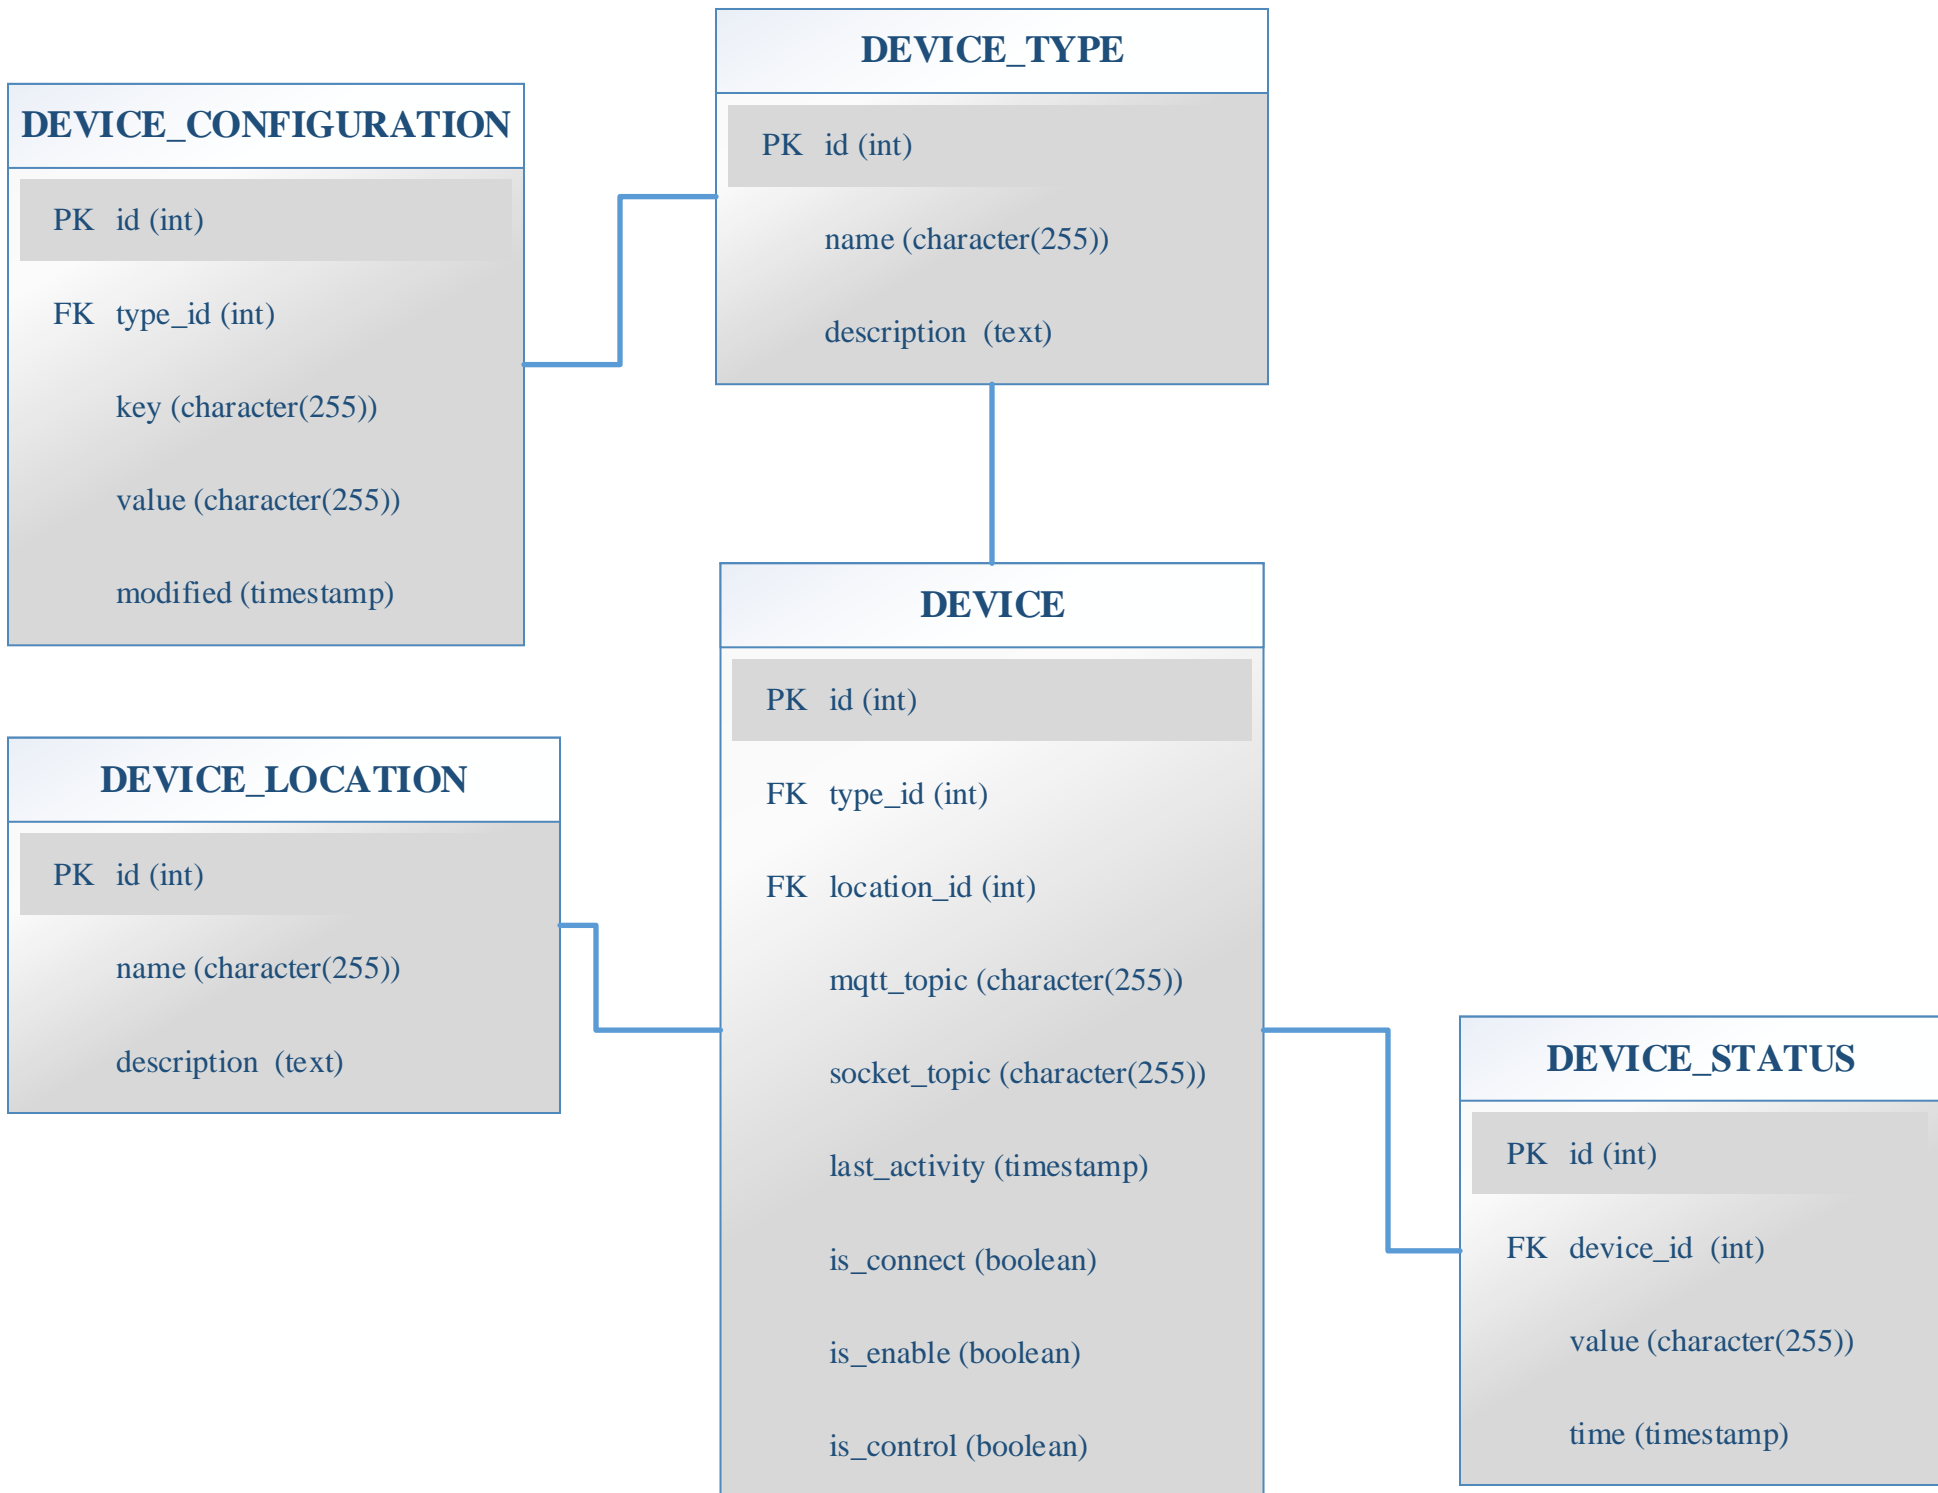 DEVICE_TYPE
PK id (int)
name (character(255))
description (text)
DEVICE_CONFIGURATION
PK id (int)
FK type_id (int)
key (character(255))
value (character(255))
modified (timestamp)
DEVICE
PK id (int)
FK type_id (int)
FK location_id (int)
mqtt_topic (character(255))
socket_topic (character(255))
last_activity (timestamp)
is_connect (boolean)
is_enable (boolean)
is_control (boolean)
DEVICE_LOCATION
PK id (int)
name (character(255))
description (text)
DEVICE_STATUS
PK id (int)
FK device_id (int)
value (character(255))
time (timestamp)